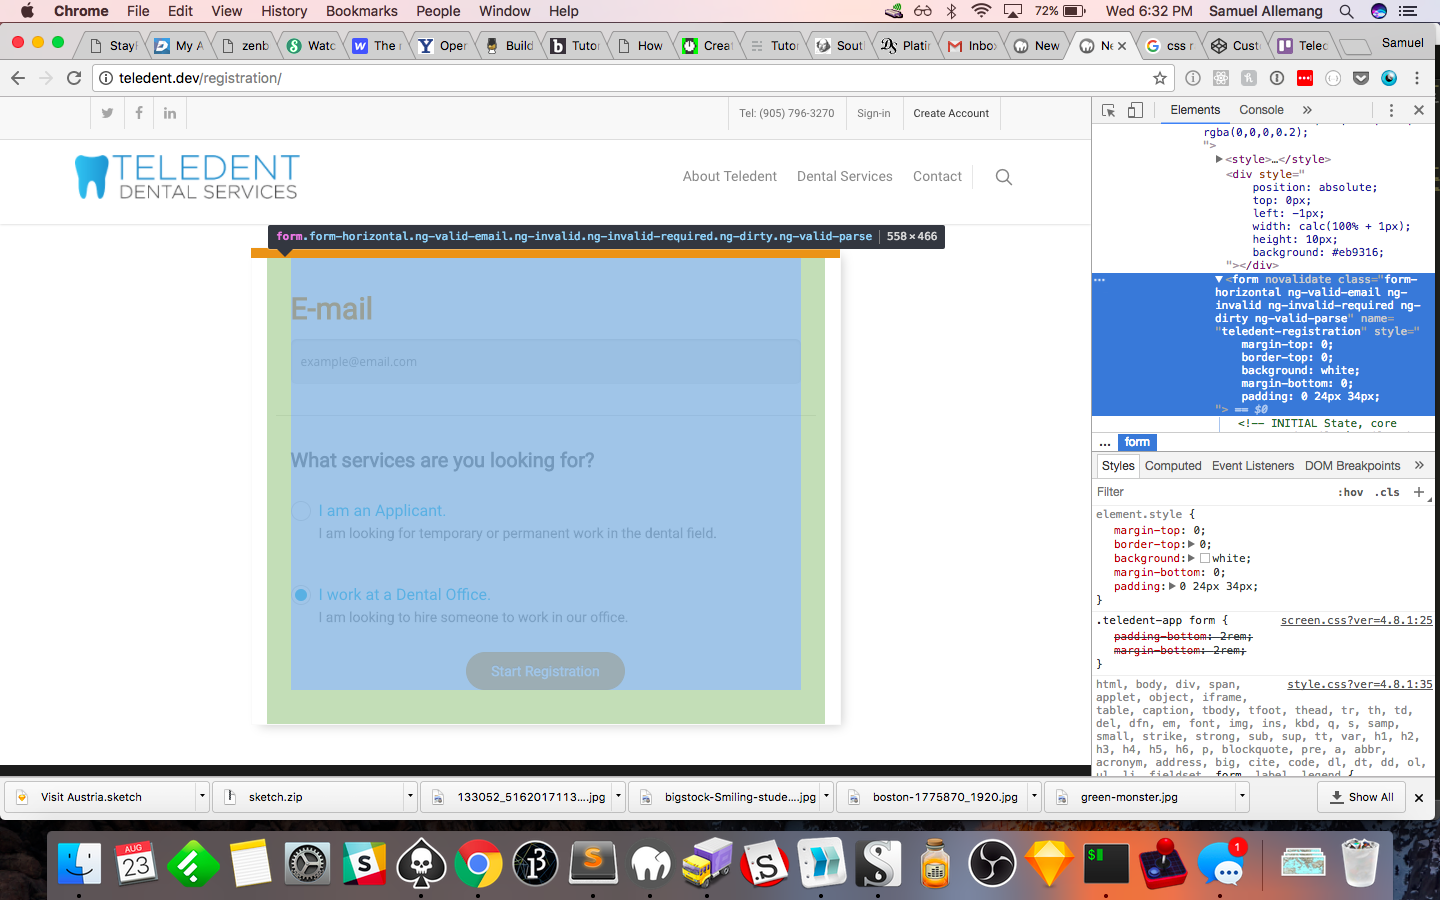 Chrome File Edit View History Bookmarks People Window Help 72% Wed 6:32 PM Samuel Allemang
StayF My A zenb Watc The r Oper Build Tutor How Creat Tutor Sout Platir Inbo New Ne css r Cust Telec Samuel
teledent.dev/registration/
Tel: (905) 796-3270 Sign-in Create Account
TELEDENT
DENTAL SERVICES
About Teledent Dental Services Contact
form.form-horizontal.ng-valid-email.ng-invalid.ng-invalid-required.ng-dirty.ng-valid-parse 558 × 466
E-mail
example@email.com
What services are you looking for?
I am an Applicant.
I am looking for temporary or permanent work in the dental field.
I work at a Dental Office.
I am looking to hire someone to work in our office.
Start Registration
Elements Console »
rgba(0,0,0,0.2);
">
<style>…</style>
<div style="
position: absolute;
top: 0px;
left: -1px;
width: calc(100% + 1px);
height: 10px;
background: #eb9316;
"></div>
<form novalidate class="form-
horizontal ng-valid-email ng-
invalid ng-invalid-required ng-
dirty ng-valid-parse" name=
"teledent-registration" style="
margin-top: 0;
border-top: 0;
background: white;
margin-bottom: 0;
padding: 0 24px 34px;
"> == $0
<!-- INITIAL State, core
... form
Styles Computed Event Listeners DOM Breakpoints »
Filter :hov .cls +
element.style {
margin-top: 0;
border-top: 0;
background: white;
margin-bottom: 0;
padding: 0 24px 34px;
}
.teledent-app form { screen.css?ver=4.8.1:25
padding-bottom: 2rem;
margin-bottom: 2rem;
}
html, body, div, span, style.css?ver=4.8.1:35
applet, object, iframe,
table, caption, tbody, tfoot, thead, tr, th, td,
del, dfn, em, font, img, ins, kbd, q, s, samp,
small, strike, strong, sub, sup, tt, var, h1, h2,
h3, h4, h5, h6, p, blockquote, pre, a, abbr,
acronym, address, big, cite, code, dl, dt, dd, ol,
ul, li, fieldset, form, label, legend {
Visit Austria.sketch sketch.zip 133052_5162017113....jpg bigstock-Smiling-stude....jpg boston-1775870_1920.jpg green-monster.jpg Show All
AUG
23
1